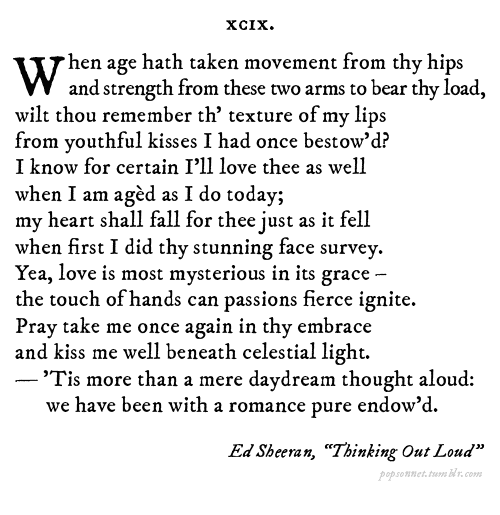 XCIX.
When age hath taken movement from thy hips
and strength from these two arms to bear thy load,
wilt thou remember th' texture of my lips
from youthful kisses I had once bestow'd?
I know for certain I'll love thee as well
when I am agèd as I do today;
my heart shall fall for thee just as it fell
when first I did thy stunning face survey.
Yea, love is most mysterious in its grace –
the touch of hands can passions fierce ignite.
Pray take me once again in thy embrace
and kiss me well beneath celestial light.
— 'Tis more than a mere daydream thought aloud:
we have been with a romance pure endow'd.
Ed Sheeran, “Thinking Out Loud”
popsonnet.tumblr.com